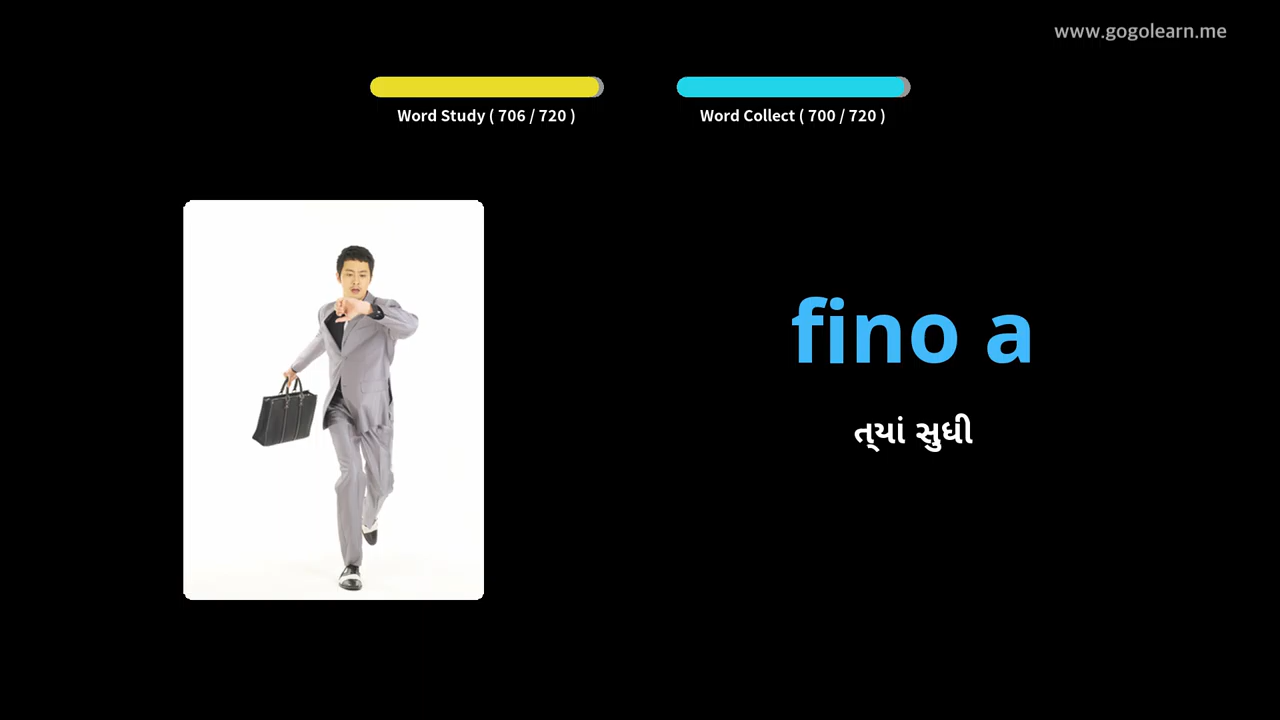 www.gogolearn.me
Word Study ( 706 / 720 )
Word Collect ( 700 / 720 )
fino a
ત્યાં સુધી